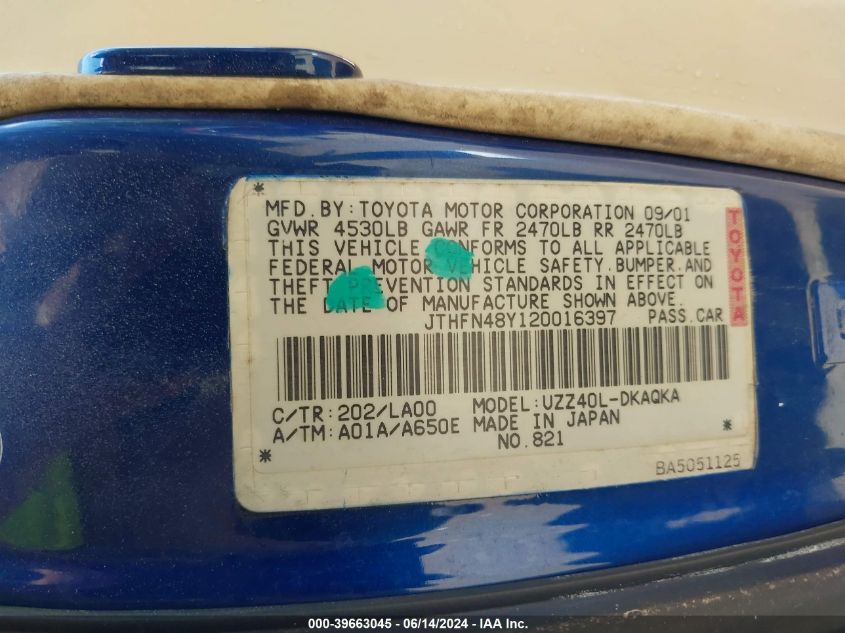 MFD.BY:TOYOTA MOTOR CORPORATION 09/01
GVWR 4530LB GAWR FR 2470LB RR 2470LB
THIS VEHICLE CONFORMS TO ALL APPLICABLE
FEDERAL MOTOR VEHICLE SAFETY.BUMPER.AND
THEFT PREVENTION STANDARDS IN EFFECT ON
THE DATE OF MANUFACTURE SHOWN ABOVE.
JTHFN48Y120016397 PASS.CAR
TOYOTA
C/TR:202/LA00 MODEL:UZZ40L-DKAQKA
A/TM:A01A/A650E MADE IN JAPAN
NO.821
BA5051125
000-39663045 - 06/14/2024 - IAA Inc.